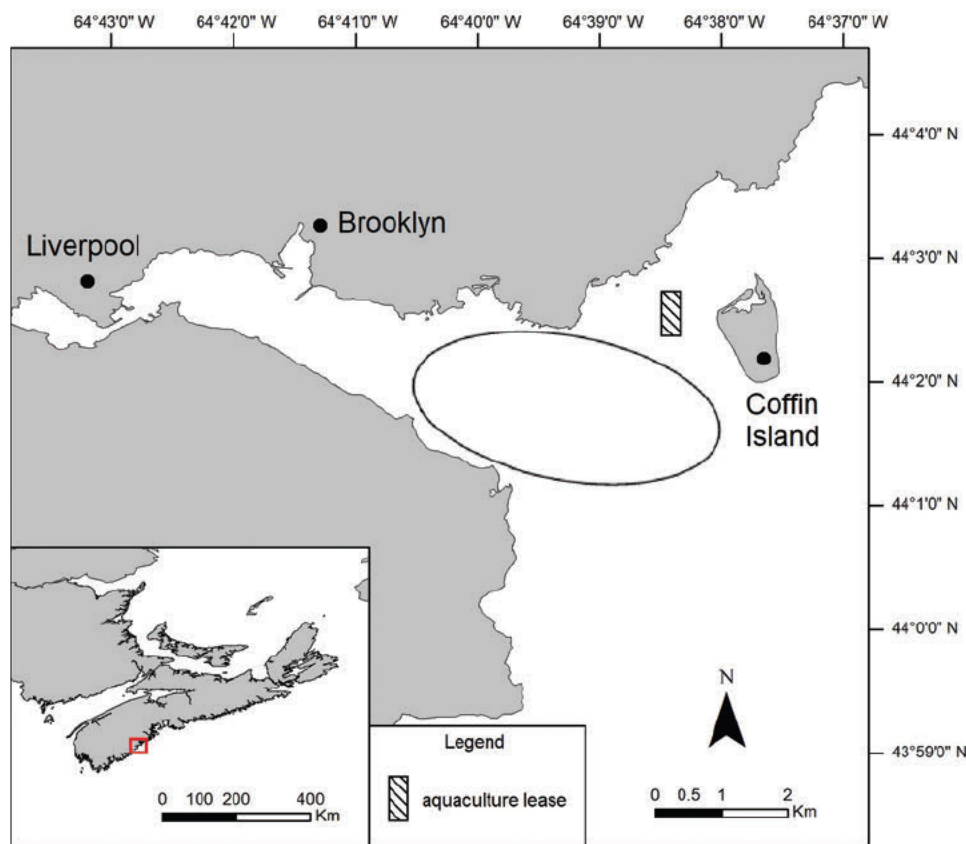 64°43'0" W 64°42'0" W 64°41'0" W 64°40'0" W 64°39'0" W 64°38'0" W 64°37'0" W
44°4'0" N
Brooklyn
Liverpool
44°3'0" N
44°2'0" N
Coffin
Island
44°1'0" N
44°0'0" N
N
43°59'0" N
Legend
aquaculture lease
0 100 200 400
Km
0 0.5 1 2
Km